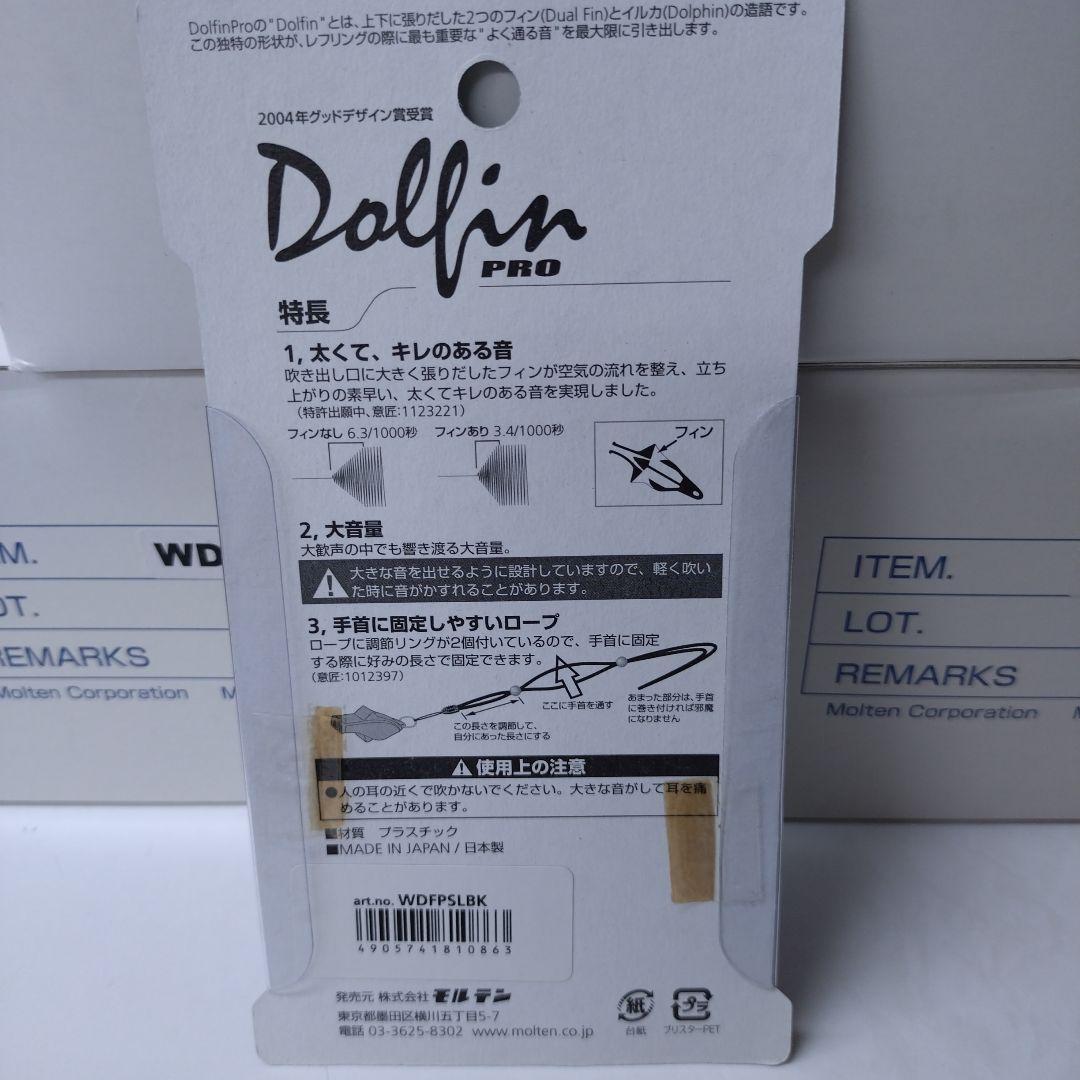 DolfinProの"Dolfin"とは、上下に張りだした2つのフィン(Dual Fin)とイルカ(Dolphin)の造語です。
この独特の形状が、レフリングの際に最も重要な"よく通る音"を最大限に引き出します。
2004年グッドデザイン賞受賞
Dolfin
PRO
特長
1, 太くて、キレのある音
吹き出し口に大きく張りだしたフィンが空気の流れを整え、立ち
上がりの素早い、太くてキレのある音を実現しました。
(特許出願中、意匠:1123221)
フィンなし 6.3/1000秒 フィンあり 3.4/1000秒
フィン
2, 大音量
大歓声の中でも響き渡る大音量。
大きな音を出せるように設計していますので、軽く吹い
た時に音がかすれることがあります。
3, 手首に固定しやすいロープ
ロープに調節リングが2個付いているので、手首に固定
する際に好みの長さで固定できます。
(意匠:1012397)
ここに手首を通す
あまった部分は、手首
に巻き付ければ邪魔
になりません
この長さを調節して、
自分にあった長さにする
使用上の注意
●人の耳の近くで吹かないでください。大きな音がして耳を痛
めることがあります。
■材質 プラスチック
■MADE IN JAPAN / 日本製
art.no. WDFPSLBK
4905741810863
発売元 株式会社 モルテン
東京都墨田区横川五丁目5-7
電話 03-3625-8302 www.molten.co.jp
紙
台紙
プラ
ブリスターPET
M. WD
OT.
REMARKS
Molten Corporation M
ITEM.
LOT.
REMARKS
Molten Corporation M